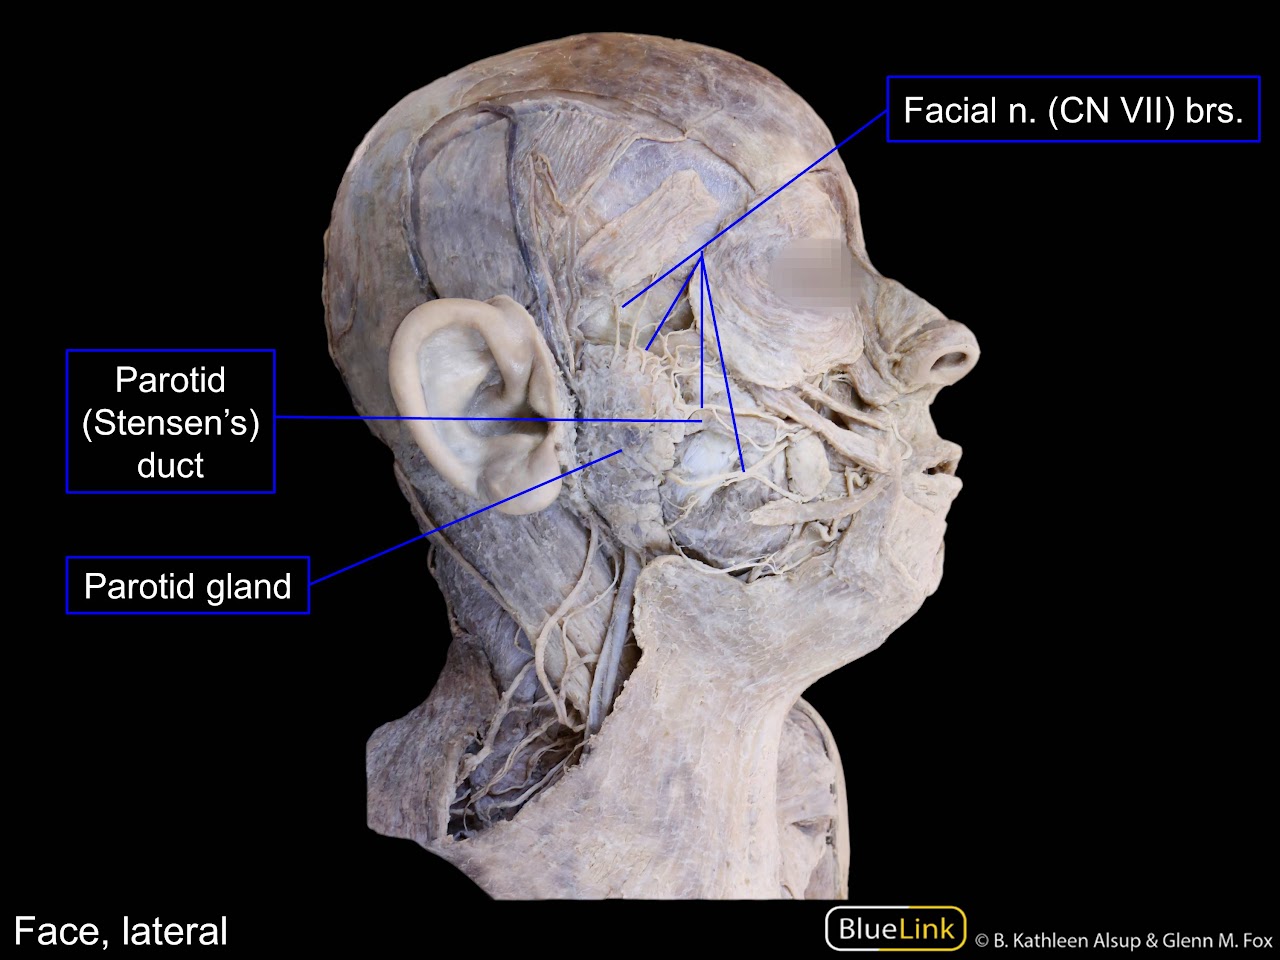 Facial n. (CN VII) brs.
Parotid
(Stensen's)
duct
Parotid gland
Face, lateral
BlueLink
© B. Kathleen Alsup & Glenn M. Fox